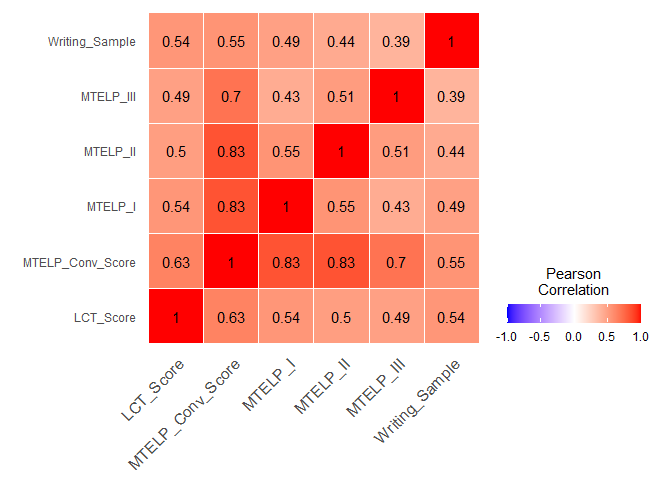 Writing_Sample 0.54 0.55 0.49 0.44 0.39 1
MTELP_III 0.49 0.7 0.43 0.51 1 0.39
MTELP_II 0.5 0.83 0.55 1 0.51 0.44
MTELP_I 0.54 0.83 1 0.55 0.43 0.49
MTELP_Conv_Score 0.63 1 0.83 0.83 0.7 0.55
LCT_Score 1 0.63 0.54 0.5 0.49 0.54
LCT_Score MTELP_Conv_Score MTELP_I MTELP_II MTELP_III Writing_Sample
Pearson
Correlation
-1.0 -0.5 0.0 0.5 1.0